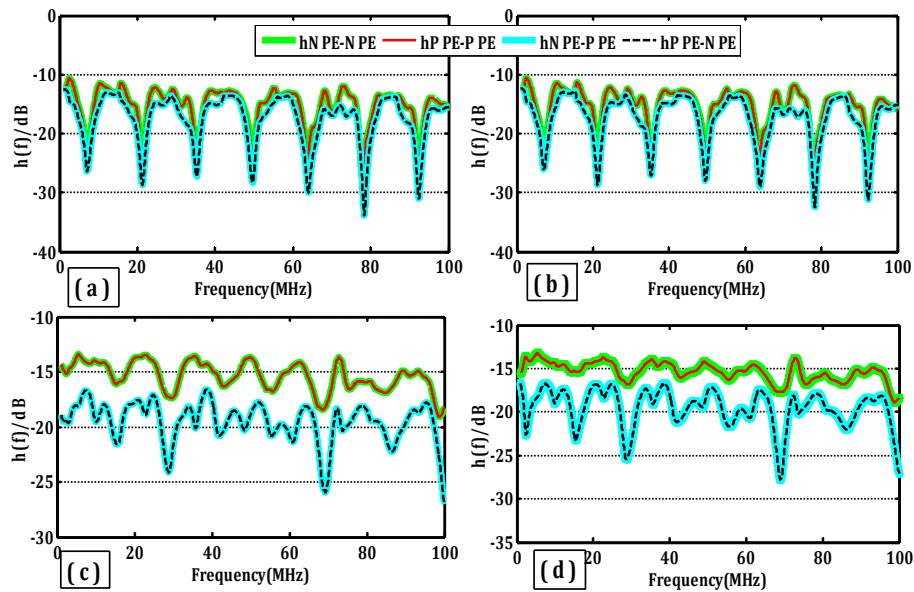 hN PE-N PE hP PE-P PE hN PE-P PE hP PE-N PE
0
-10
-20
-30
-40
h(f)/dB
0 20 40 60 80 100
Frequency(MHz)
(a)
0
-10
-20
-30
-40
h(f)/dB
0 20 40 60 80 100
Frequency(MHz)
(b)
-10
-15
-20
-25
-30
h(f)/dB
0 20 40 60 80 100
Frequency(MHz)
(c)
-10
-15
-20
-25
-30
-35
h(f)/dB
0 20 40 60 80 100
Frequency(MHz)
(d)